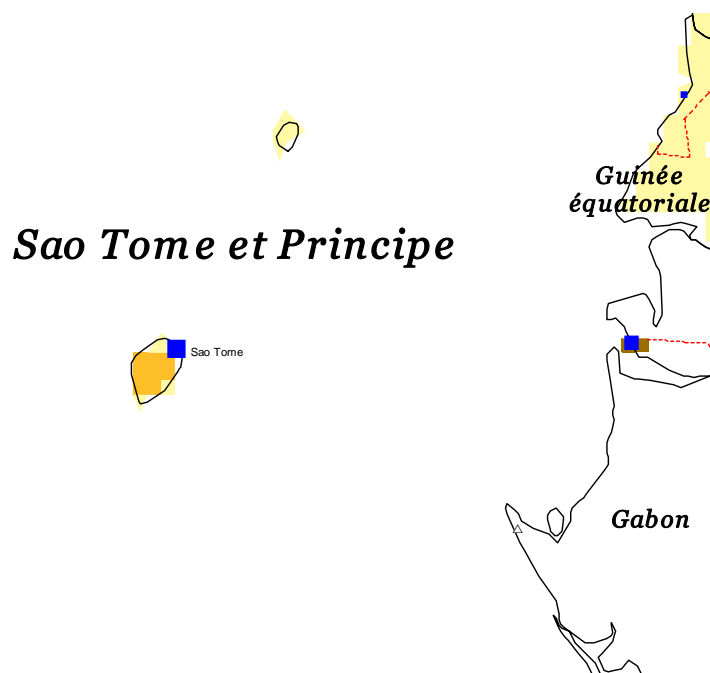 Guinée
équatoriale
Sao Tome et Principe
Sao Tome
Gabon